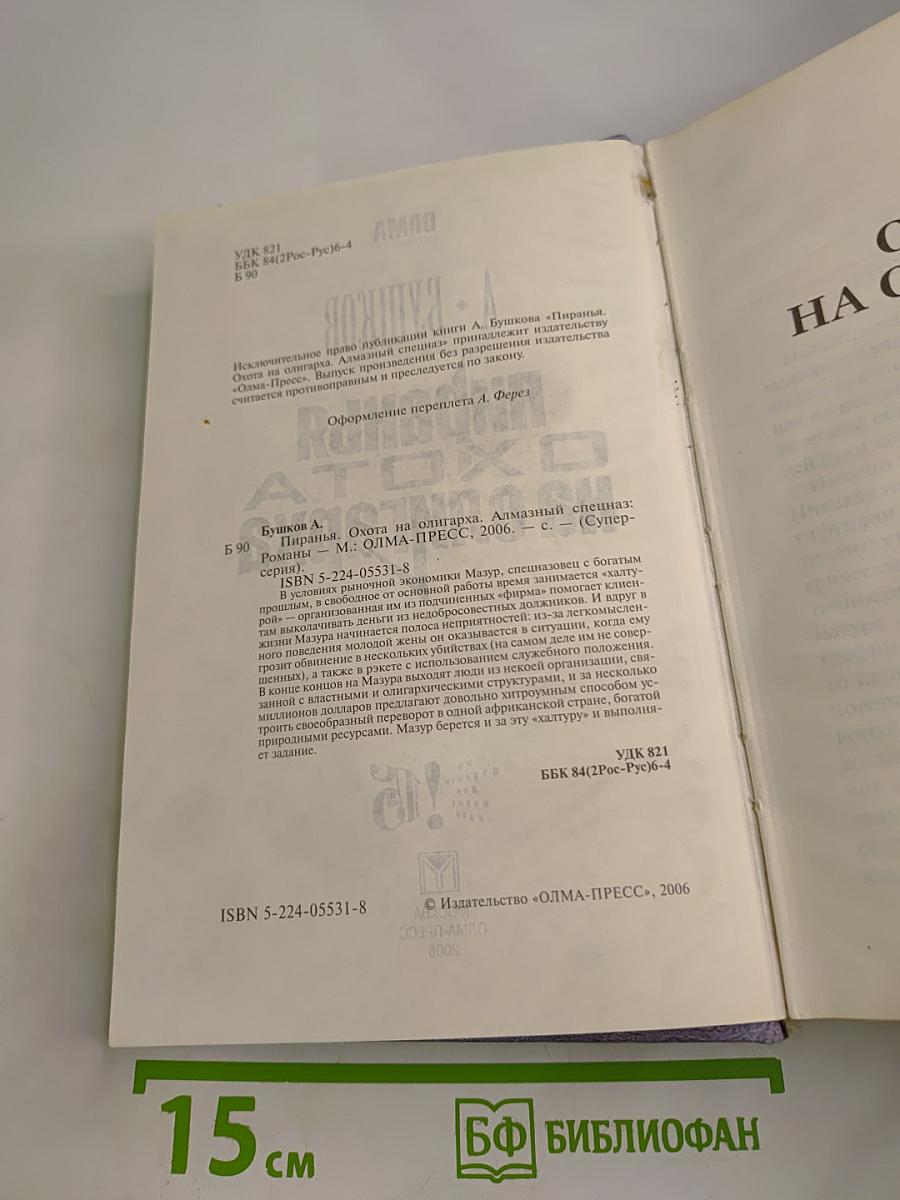 УДК 821
ББК 84(2Рос-Рус)6-4
Б 90
Исключительное право публикации книги А. Бушкова «Пиранья.
Охота на олигарха. Алмазный спецназ» принадлежит издательству
«Олма-Пресс». Выпуск произведения без разрешения издательства
считается противоправным и преследуется по закону.
Оформление переплета А. Ферез
Бушков А.
Б 90 Пиранья. Охота на олигарха. Алмазный спецназ:
Романы — М.: ОЛМА-ПРЕСС, 2006. — с. — (Супер-
серия).
ISBN 5-224-05531-8
В условиях рыночной экономики Мазур, спецназовец с богатым
прошлым, в свободное от основной работы время занимается «халту-
рой» — организованная им из подчиненных «фирма» помогает клиен-
там выколачивать деньги из недобросовестных должников. И вдруг в
жизни Мазура начинается полоса неприятностей: из-за легкомыслен-
ного поведения молодой жены он оказывается в ситуации, когда ему
грозит обвинение в нескольких убийствах (на самом деле им не совер-
шенных), а также в рэкете с использованием служебного положения.
В конце концов на Мазура выходят люди из некоей организации, свя-
занной с властными и олигархическими структурами, и за несколько
миллионов долларов предлагают довольно хитроумным способом ус-
троить своеобразный переворот в одной африканской стране, богатой
природными ресурсами. Мазур берется и за эту «халтуру» и выполня-
ет задание.
УДК 821
ББК 84(2Рос-Рус)6-4
ISBN 5-224-05531-8
© Издательство «ОЛМА-ПРЕСС», 2006
НА
15 см
БФ БИБЛИОФАН